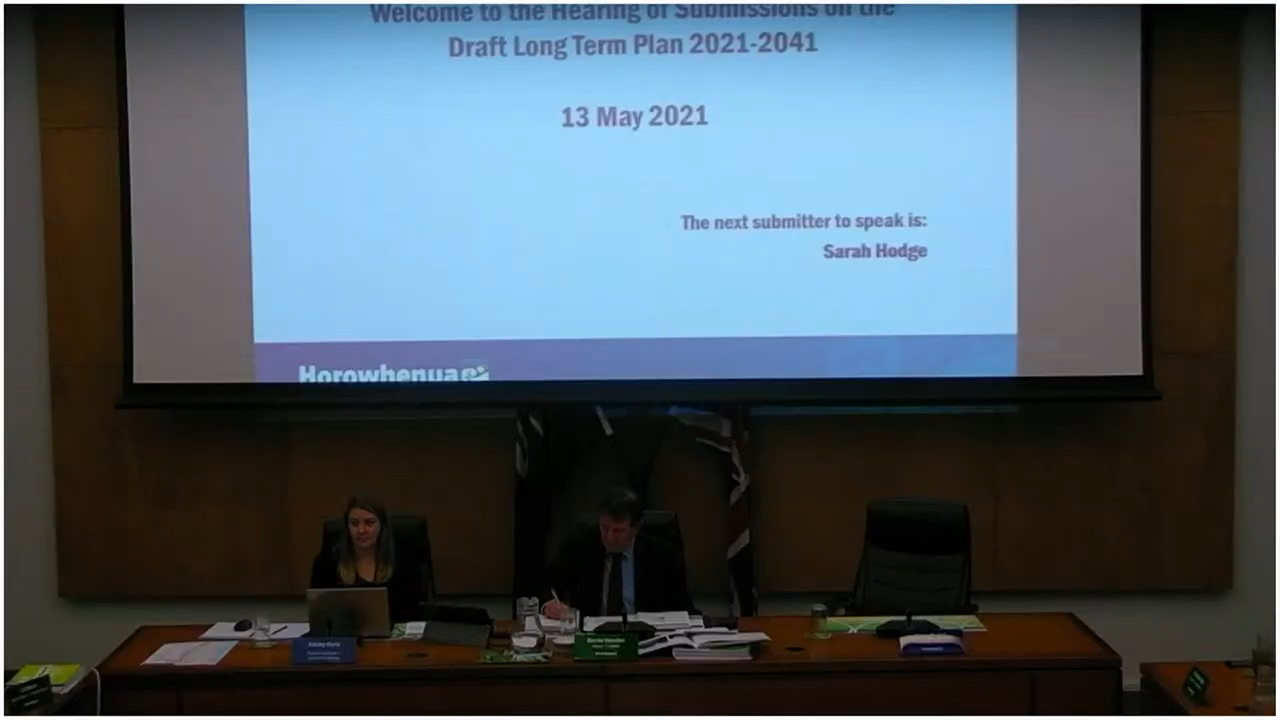 Welcome to the Hearing of Submissions on the
Draft Long Term Plan 2021-2041
13 May 2021
The next submitter to speak is:
Sarah Hodge
Horowhenua